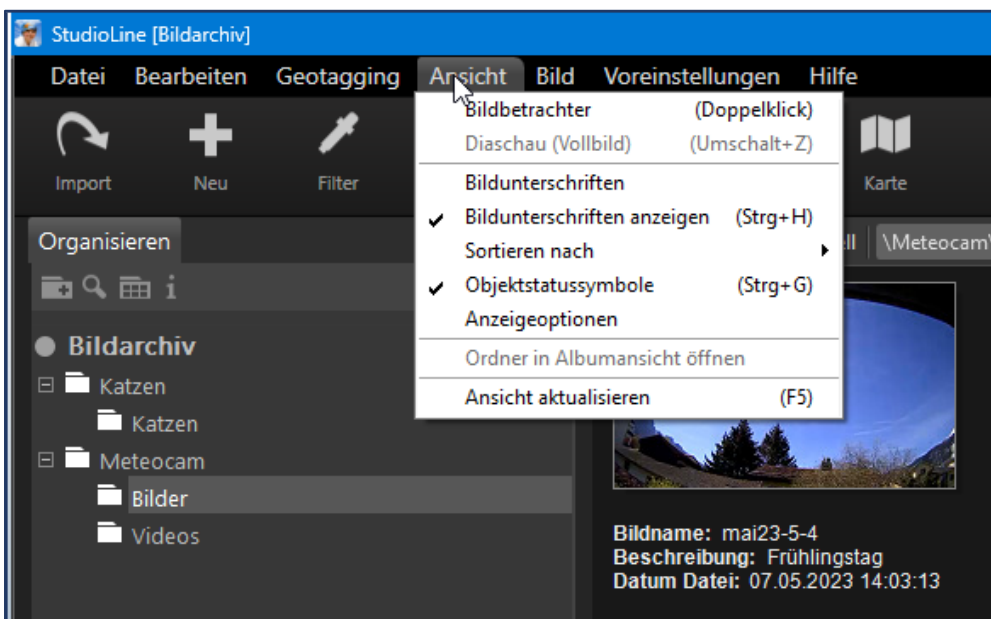 StudioLine [Bildarchiv]
Datei Bearbeiten Geotagging Ansicht Bild Voreinstellungen Hilfe
Import Neu Filter Karte
Bildbetrachter (Doppelklick)
Diaschau (Vollbild) (Umschalt+Z)
Bildunterschriften
Bildunterschriften anzeigen (Strg+H)
Sortieren nach
Objektstatussymbole (Strg+G)
Anzeigeoptionen
Ordner in Albumansicht öffnen
Ansicht aktualisieren (F5)
Organisieren
\Meteocam\
Bildarchiv
Katzen
Katzen
Meteocam
Bilder
Videos
Bildname: mai23-5-4
Beschreibung: Frühlingstag
Datum Datei: 07.05.2023 14:03:13